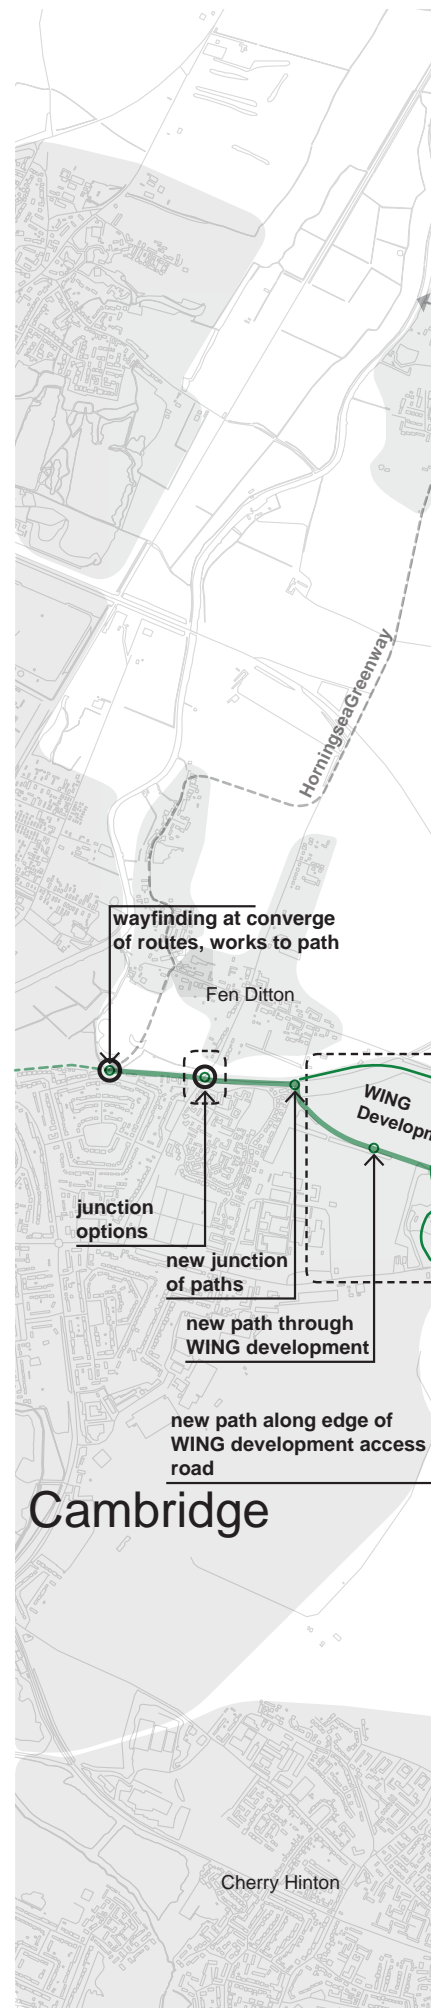 HorningseaGreenway
wayfinding at converge
of routes, works to path
Fen Ditton
WING
junction
options
new junction
of paths
new path through
WING development
new path along edge of
WING development access
road
Cambridge
Cherry Hinton